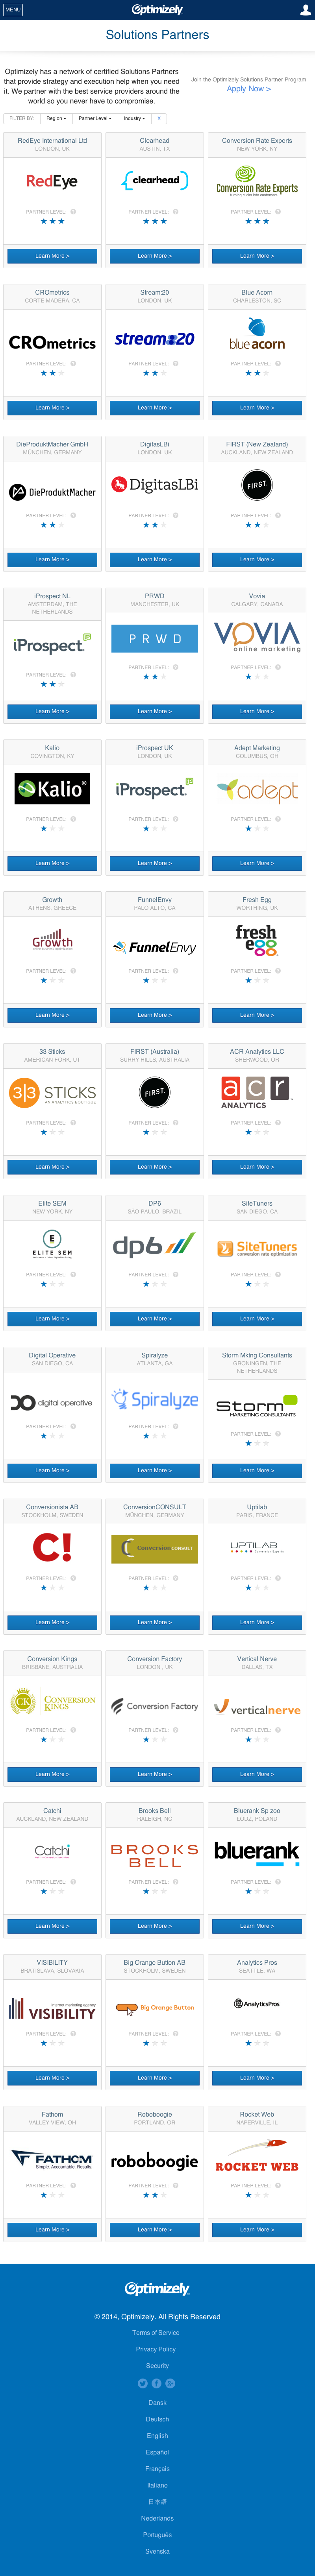 MENU
Optimizely
Solutions Partners
Optimizely has a network of certified Solutions Partners
that provide strategy and execution help when you need
it. We partner with the best service providers around the
world so you never have to compromise.
Join the Optimizely Solutions Partner Program
Apply Now >
FILTER BY: Region Partner Level Industry X
RedEye International Ltd
LONDON, UK
RedEye
PARTNER LEVEL:
Learn More >
Clearhead
AUSTIN, TX
clearhead
PARTNER LEVEL:
Learn More >
Conversion Rate Experts
NEW YORK, NY
Conversion Rate Experts
turning clicks into customers
PARTNER LEVEL:
Learn More >
CROmetrics
CORTE MADERA, CA
CROmetrics
PARTNER LEVEL:
Learn More >
Stream:20
LONDON, UK
stream:20
PARTNER LEVEL:
Learn More >
Blue Acorn
CHARLESTON, SC
blue acorn
PARTNER LEVEL:
Learn More >
DieProduktMacher GmbH
MÜNCHEN, GERMANY
DieProduktMacher
PARTNER LEVEL:
Learn More >
DigitasLBi
LONDON, UK
DigitasLBi
PARTNER LEVEL:
Learn More >
FIRST (New Zealand)
AUCKLAND, NEW ZEALAND
FIRST.
PARTNER LEVEL:
Learn More >
iProspect NL
AMSTERDAM, THE
NETHERLANDS
iProspect.
PARTNER LEVEL:
Learn More >
PRWD
MANCHESTER, UK
PRWD
PARTNER LEVEL:
Learn More >
Vovia
CALGARY, CANADA
VOVIA
online marketing
PARTNER LEVEL:
Learn More >
Kalio
COVINGTON, KY
Kalio®
PARTNER LEVEL:
Learn More >
iProspect UK
LONDON, UK
iProspect.
PARTNER LEVEL:
Learn More >
Adept Marketing
COLUMBUS, OH
adept
PARTNER LEVEL:
Learn More >
Growth
ATHENS, GREECE
Growth
PARTNER LEVEL:
Learn More >
FunnelEnvy
PALO ALTO, CA
FUNNELENVY
PARTNER LEVEL:
Learn More >
Fresh Egg
WORTHING, UK
fresh
egg
PARTNER LEVEL:
Learn More >
33 Sticks
AMERICAN FORK, UT
3|3 STICKS
AN ANALYTICS BOUTIQUE
PARTNER LEVEL:
Learn More >
FIRST (Australia)
SURRY HILLS, AUSTRALIA
FIRST.
PARTNER LEVEL:
Learn More >
ACR Analytics LLC
SHERWOOD, OR
acr
ANALYTICS
PARTNER LEVEL:
Learn More >
Elite SEM
NEW YORK, NY
E
ELITE SEM
PARTNER LEVEL:
Learn More >
DP6
SÃO PAULO, BRAZIL
dp6
PARTNER LEVEL:
Learn More >
SiteTuners
SAN DIEGO, CA
SiteTuners
conversion rate optimization
PARTNER LEVEL:
Learn More >
Digital Operative
SAN DIEGO, CA
digital operative
PARTNER LEVEL:
Learn More >
Spiralyze
ATLANTA, GA
Spiralyze
PARTNER LEVEL:
Learn More >
Storm Mktng Consultants
GRONINGEN, THE
NETHERLANDS
STORM
MARKETING CONSULTANTS
PARTNER LEVEL:
Learn More >
Conversionista AB
STOCKHOLM, SWEDEN
C!
PARTNER LEVEL:
Learn More >
ConversionCONSULT
MÜNCHEN, GERMANY
ConversionCONSULT
PARTNER LEVEL:
Learn More >
Uptilab
PARIS, FRANCE
UPTILAB
PARTNER LEVEL:
Learn More >
Conversion Kings
BRISBANE, AUSTRALIA
CK CONVERSION
KINGS
PARTNER LEVEL:
Learn More >
Conversion Factory
LONDON , UK
Conversion Factory
PARTNER LEVEL:
Learn More >
Vertical Nerve
DALLAS, TX
verticalnerve
PARTNER LEVEL:
Learn More >
Catchi
AUCKLAND, NEW ZEALAND
Catchi
PARTNER LEVEL:
Learn More >
Brooks Bell
RALEIGH, NC
BROOKS
BELL
PARTNER LEVEL:
Learn More >
Bluerank Sp zoo
ŁÓDŹ, POLAND
bluerank
PARTNER LEVEL:
Learn More >
VISIBILITY
BRATISLAVA, SLOVAKIA
internet marketing agency
VISIBILITY
PARTNER LEVEL:
Learn More >
Big Orange Button AB
STOCKHOLM, SWEDEN
Big Orange Button
PARTNER LEVEL:
Learn More >
Analytics Pros
SEATTLE, WA
AnalyticsPros
PARTNER LEVEL:
Learn More >
Fathom
VALLEY VIEW, OH
FATHOM
Simple. Accountable. Results.
PARTNER LEVEL:
Learn More >
Roboboogie
PORTLAND, OR
roboboogie
PARTNER LEVEL:
Learn More >
Rocket Web
NAPERVILLE, IL
ROCKET WEB
PARTNER LEVEL:
Learn More >
Optimizely
© 2014, Optimizely. All Rights Reserved
Terms of Service
Privacy Policy
Security
Dansk
Deutsch
English
Español
Français
Italiano
日本語
Nederlands
Português
Svenska